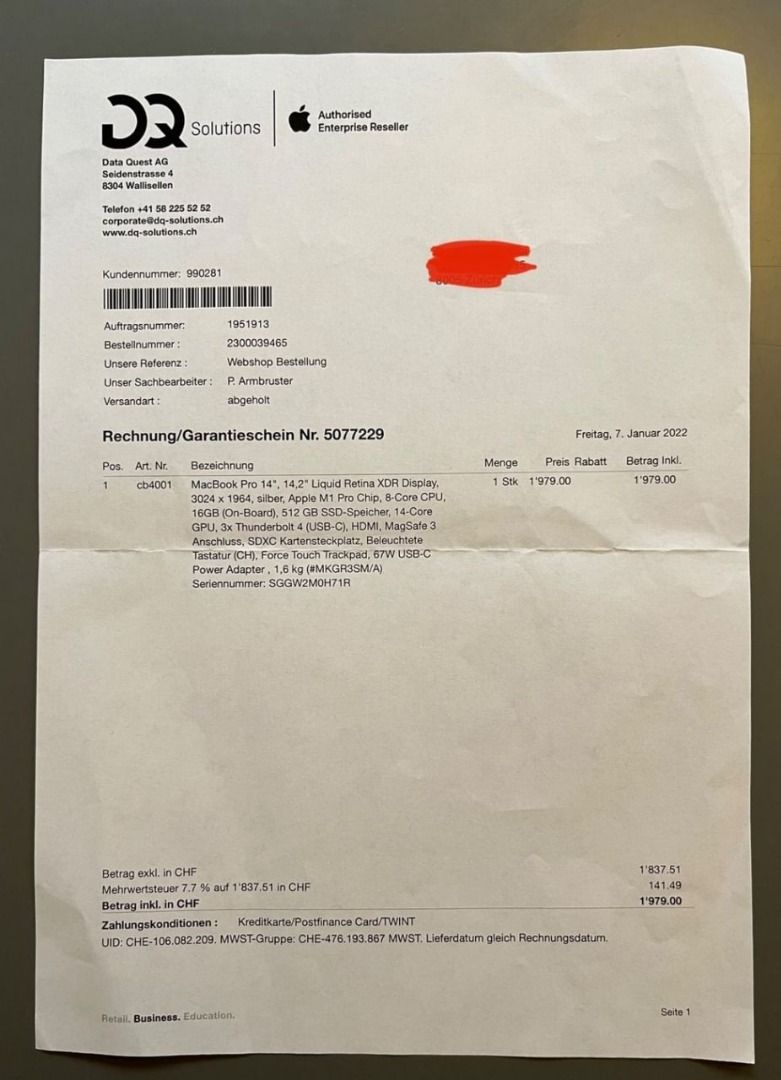 DQ Solutions
Authorised
Enterprise Reseller
Data Quest AG
Seidenstrasse 4
8304 Wallisellen
Telefon +41 58 225 52 52
corporate@dq-solutions.ch
www.dq-solutions.ch
Kundennummer: 990281
Auftragsnummer: 1951913
Bestellnummer : 2300039465
Unsere Referenz : Webshop Bestellung
Unser Sachbearbeiter : P. Armbruster
Versandart : abgeholt
Rechnung/Garantieschein Nr. 5077229 Freitag, 7. Januar 2022
Pos. Art. Nr. Bezeichnung Menge Preis Rabatt Betrag Inkl.
1 cb4001 MacBook Pro 14", 14,2" Liquid Retina XDR Display, 1 Stk 1'979.00 1'979.00
3024 x 1964, silber, Apple M1 Pro Chip, 8-Core CPU,
16GB (On-Board), 512 GB SSD-Speicher, 14-Core
GPU, 3x Thunderbolt 4 (USB-C), HDMI, MagSafe 3
Anschluss, SDXC Kartensteckplatz, Beleuchtete
Tastatur (CH), Force Touch Trackpad, 67W USB-C
Power Adapter , 1,6 kg (#MKGR3SM/A)
Seriennummer: SGGW2M0H71R
Betrag exkl. in CHF 1'837.51
Mehrwertsteuer 7.7 % auf 1'837.51 in CHF 141.49
Betrag inkl. in CHF 1'979.00
Zahlungskonditionen : Kreditkarte/Postfinance Card/TWINT
UID: CHE-106.082.209. MWST-Gruppe: CHE-476.193.867 MWST. Lieferdatum gleich Rechnungsdatum.
Retail. Business. Education. Seite 1